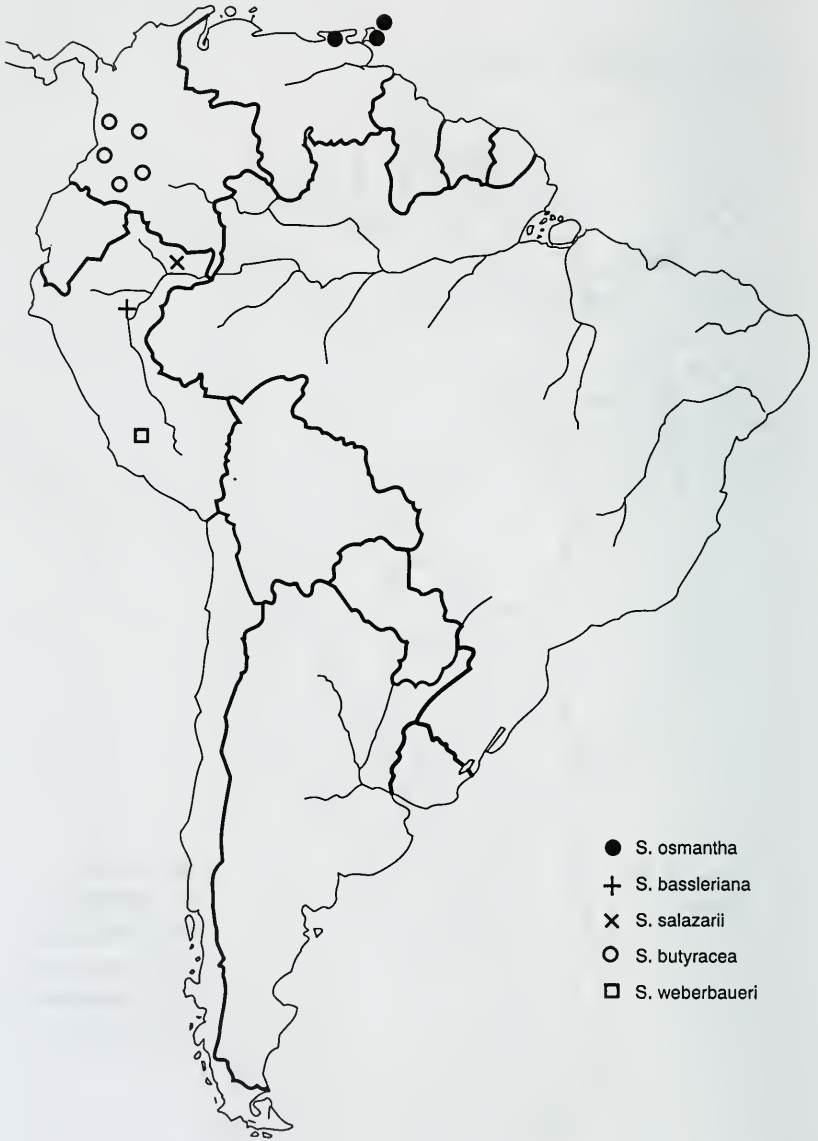 S. osmantha
S. bassleriana
S. salazarii
S. butyracea
S. weberbaueri